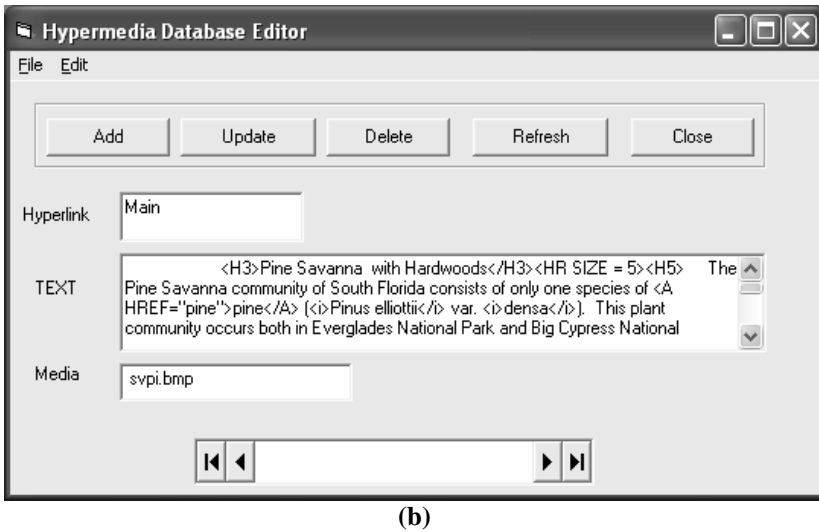 Hypermedia Database Editor
File Edit
Add Update Delete Refresh Close
Hyperlink Main
<H3>Pine Savanna with Hardwoods</H3><HR SIZE = 5><H5> The
TEXT Pine Savanna community of South Florida consists of only one species of <A
HREF="pine">pine</A> (<i>Pinus elliottii</i> var. <i>densa</i>). This plant
community occurs both in Everglades National Park and Big Cypress National
Media svpi.bmp
(b)